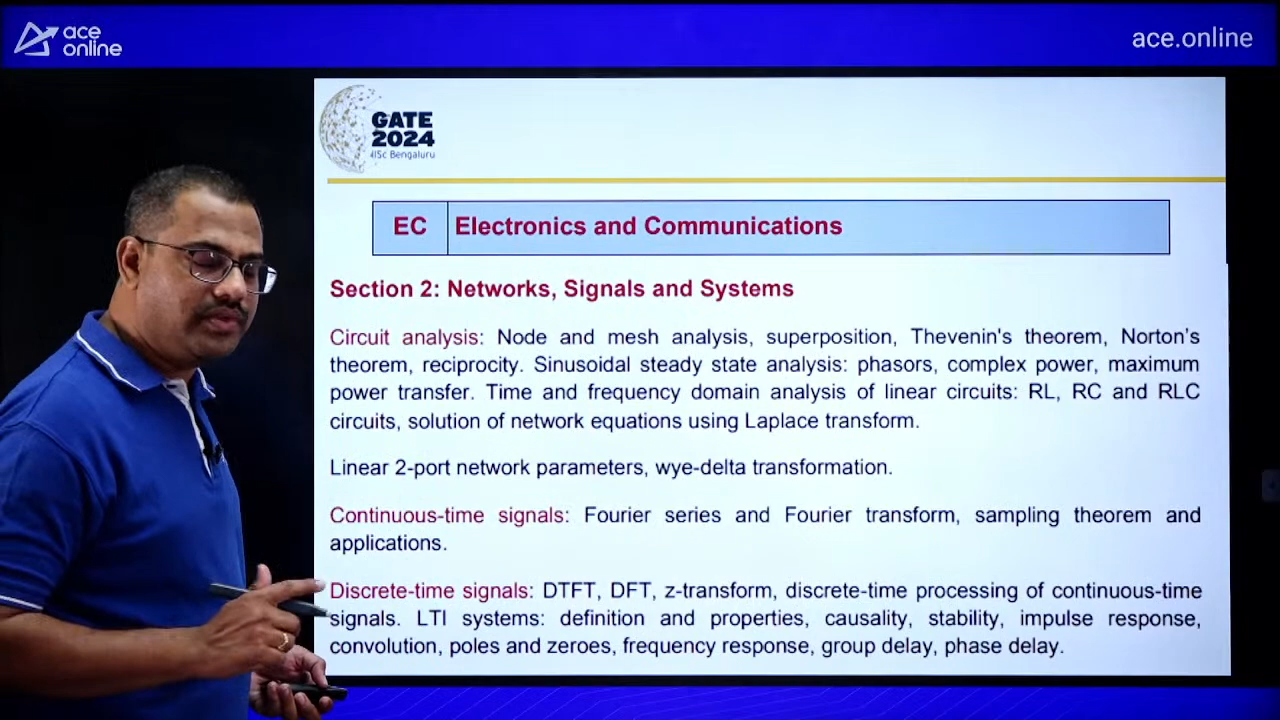 ace
online
ace.online
GATE
2024
IISc Bengaluru
EC Electronics and Communications
Section 2: Networks, Signals and Systems
Circuit analysis: Node and mesh analysis, superposition, Thevenin's theorem, Norton’s
theorem, reciprocity. Sinusoidal steady state analysis: phasors, complex power, maximum
power transfer. Time and frequency domain analysis of linear circuits: RL, RC and RLC
circuits, solution of network equations using Laplace transform.
Linear 2-port network parameters, wye-delta transformation.
Continuous-time signals: Fourier series and Fourier transform, sampling theorem and
applications.
Discrete-time signals: DTFT, DFT, z-transform, discrete-time processing of continuous-time
signals. LTI systems: definition and properties, causality, stability, impulse response,
convolution, poles and zeroes, frequency response, group delay, phase delay.